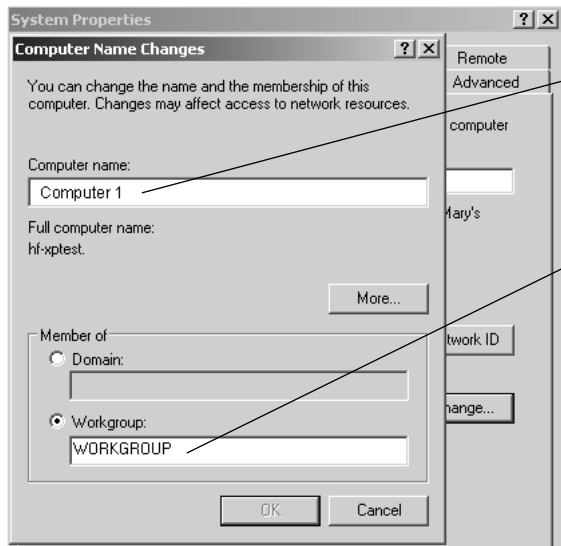 System Properties
Computer Name Changes
Remote
Advanced
You can change the name and the membership of this
computer. Changes may affect access to network resources.
computer
Computer name:
Computer 1
Full computer name:
Mary's
hf-xptest.
More...
Member of
Domain:
twork ID
Workgroup:
hange...
WORKGROUP
OK
Cancel